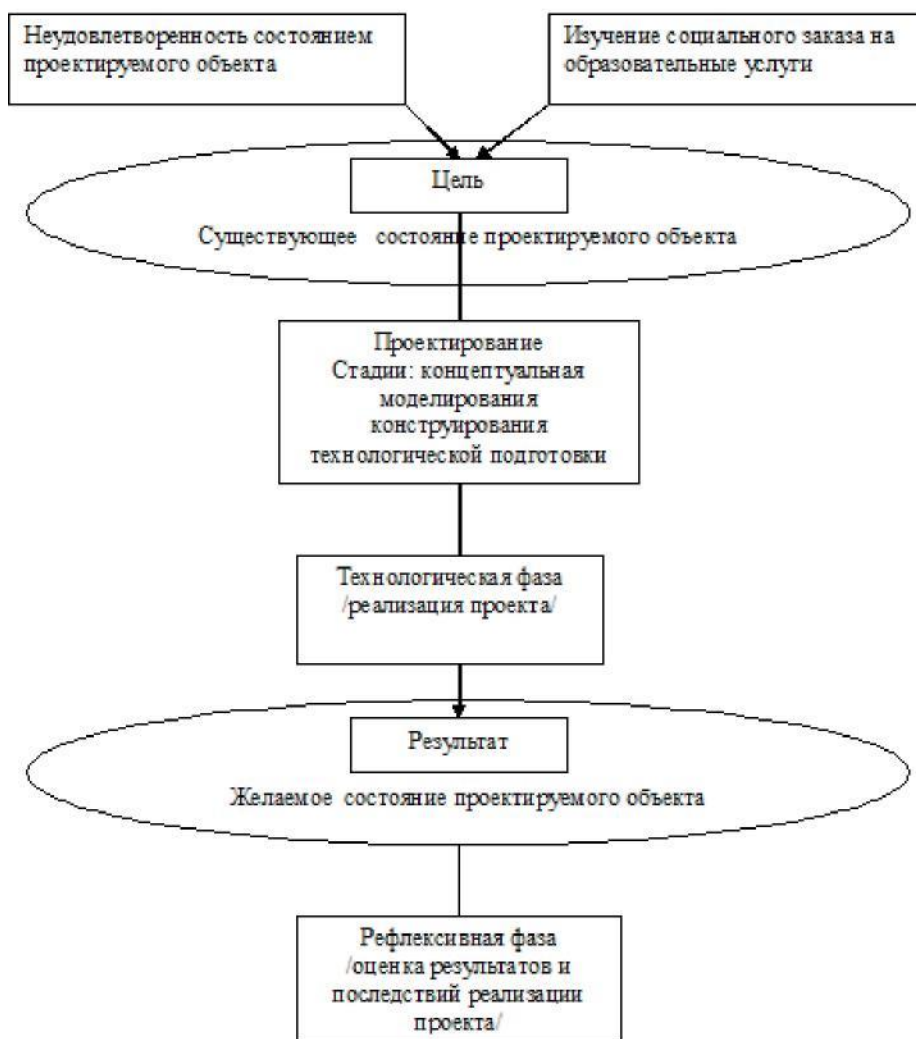 Неудовлетворенность состоянием
проектируемого объекта
Изучение социального заказа на
образовательные услуги
Цель
Существующее состояние проектируемого объекта
Проектирование
Стадии: концептуальная
моделирования
конструирования
технологической подготовки
Технологическая фаза
/реализация проекта/
Результат
Желаемое состояние проектируемого объекта
Рефлексивная фаза
/оценка результатов и
последствий реализации
проекта/